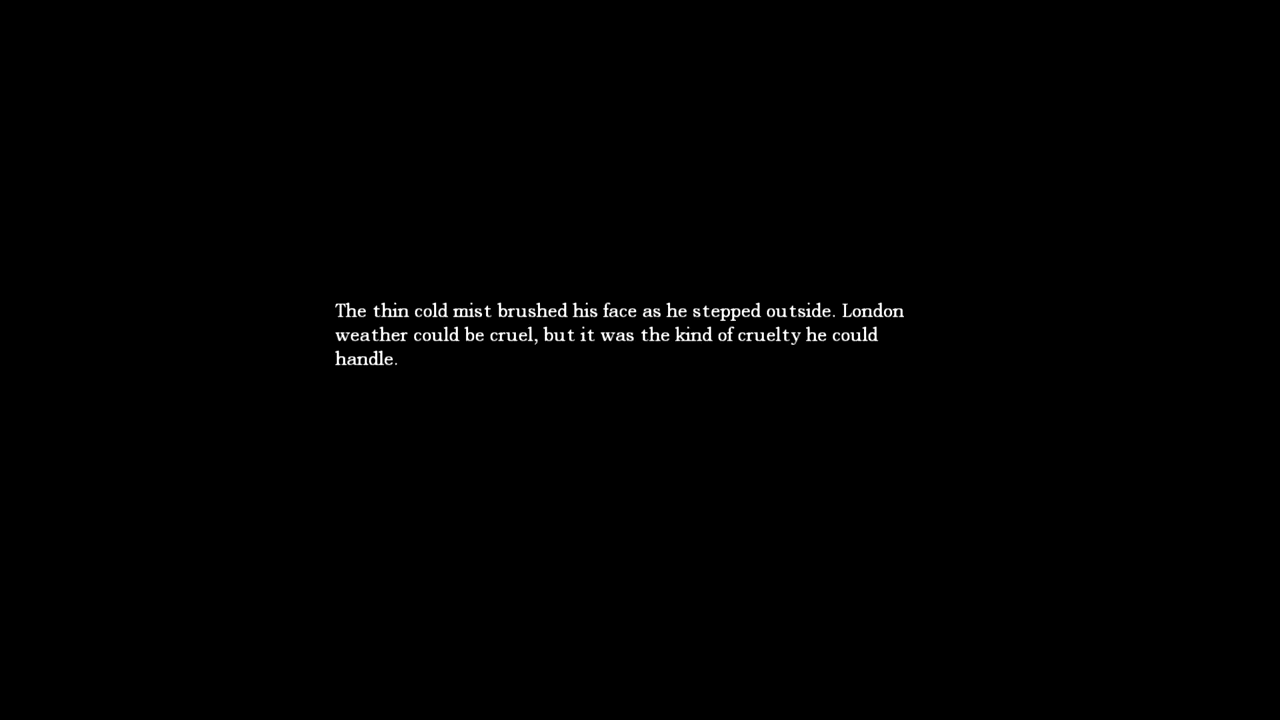 The thin cold mist brushed his face as he stepped outside. London
weather could be cruel, but it was the kind of cruelty he could
handle.